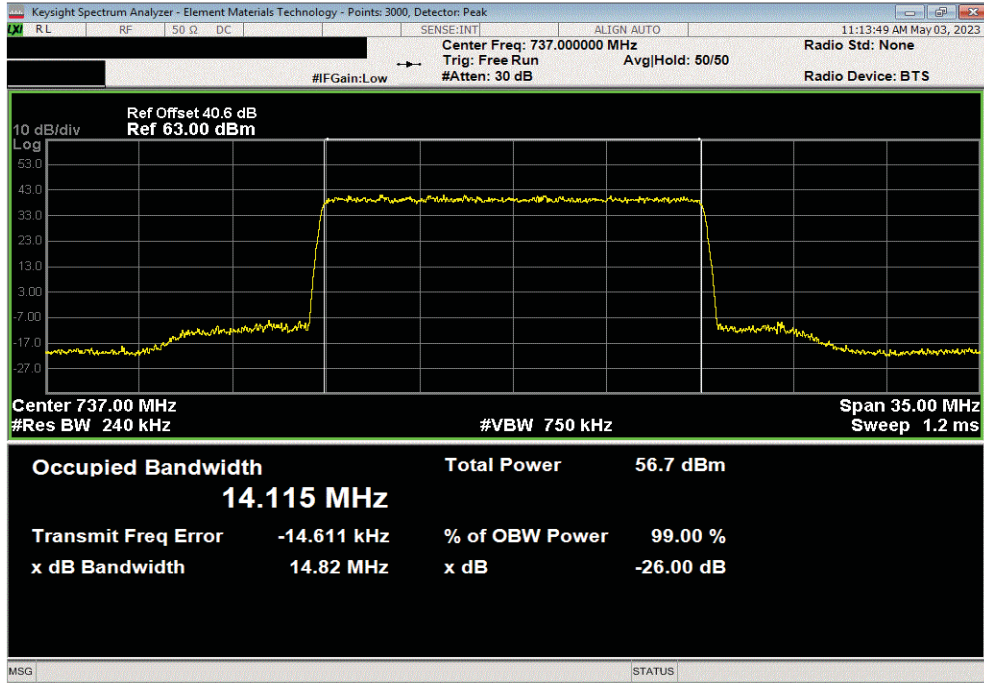 Keysight Spectrum Analyzer - Element Materials Technology - Points: 3000, Detector: Peak
LXI RL RF 50 Ω DC SENSE:INT ALIGN AUTO 11:13:49 AM May 03, 2023
Center Freq: 737.000000 MHz Radio Std: None
Trig: Free Run Avg|Hold: 50/50
#IFGain:Low #Atten: 30 dB Radio Device: BTS
Ref Offset 40.6 dB
10 dB/div Ref 63.00 dBm
Log
53.0
43.0
33.0
23.0
13.0
3.00
-7.00
-17.0
-27.0
Center 737.00 MHz Span 35.00 MHz
#Res BW 240 kHz #VBW 750 kHz Sweep 1.2 ms
Occupied Bandwidth Total Power 56.7 dBm
14.115 MHz
Transmit Freq Error -14.611 kHz % of OBW Power 99.00 %
x dB Bandwidth 14.82 MHz x dB -26.00 dB
MSG STATUS